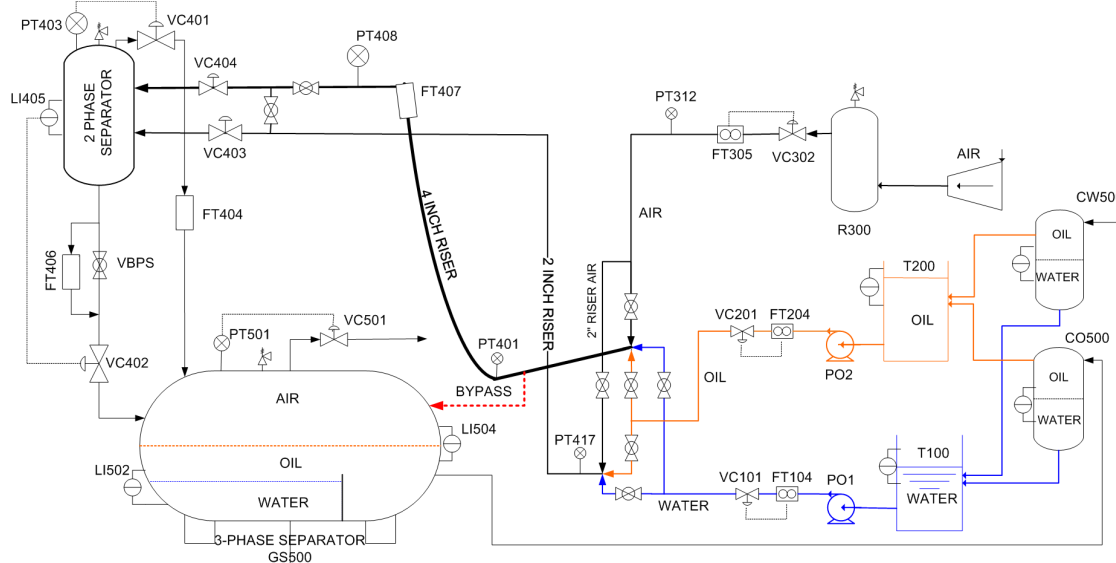 PT403
VC401
PT408
VC404
FT407
LI405
2 PHASE
SEPARATOR
VC403
PT312
FT305
VC302
AIR
R300
CW50
OIL
WATER
4 INCH RISER
FT404
AIR
FT406
VBPS
2 INCH RISER
2" RISER AIR
T200
OIL
VC201
FT204
PO2
OIL
CO500
OIL
WATER
PT501
VC501
PT401
BYPASS
VC402
AIR
LI504
OIL
LI502
WATER
PT417
VC101
FT104
PO1
T100
WATER
WATER
3-PHASE SEPARATOR
GS500